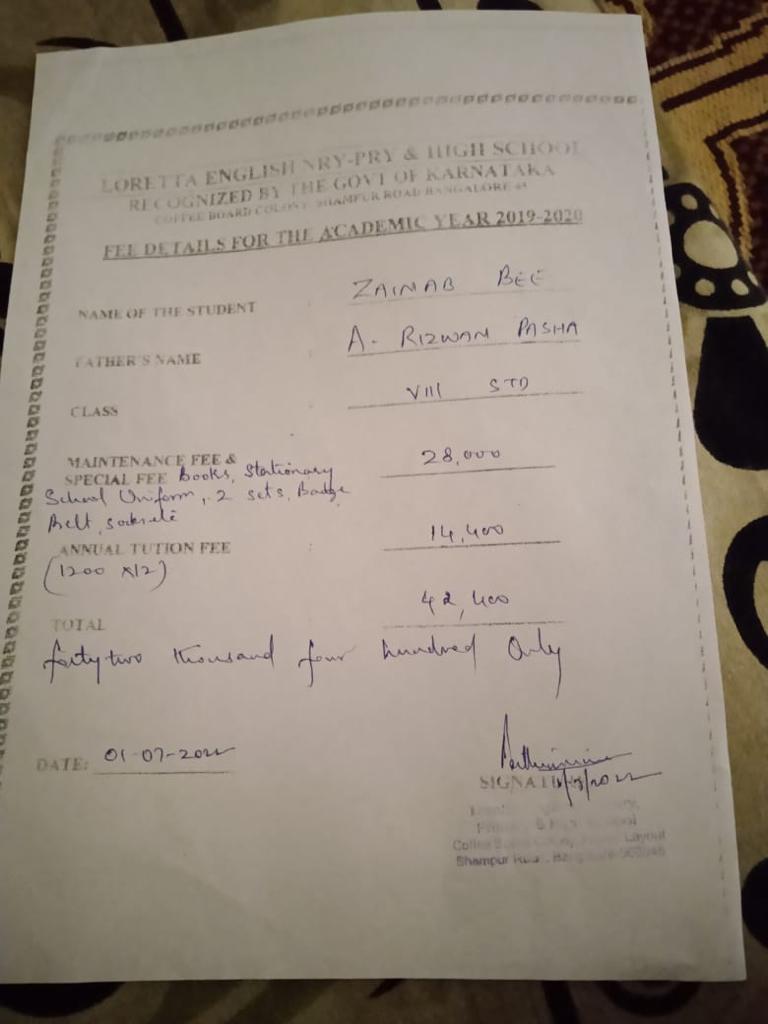 LORETTA ENGLISH NRY-PRY & HIGH SCHOOL
RECOGNIZED BY THE GOVT OF KARNATAKA
COFFEE BOARD COLONY, SHAMPUR ROAD BANGALORE 45
FEE DETAILS FOR THE ACADEMIC YEAR 2019-2020
NAME OF THE STUDENT : ZAINAB BEE
FATHER'S NAME : A. RIZWAN PASHA
CLASS : VIII STD
MAINTENANCE FEE &
SPECIAL FEE Books, Stationary 28,000
School Uniform, 2 sets, Badge
Belt, socks etc
ANNUAL TUTION FEE : 14,400
(1200 x12)
TOTAL 42,400
forty two thousand four hundred Only
DATE: 01-07-2022
SIGNATURE
Layout
Shampur Road, Bangalore-560045